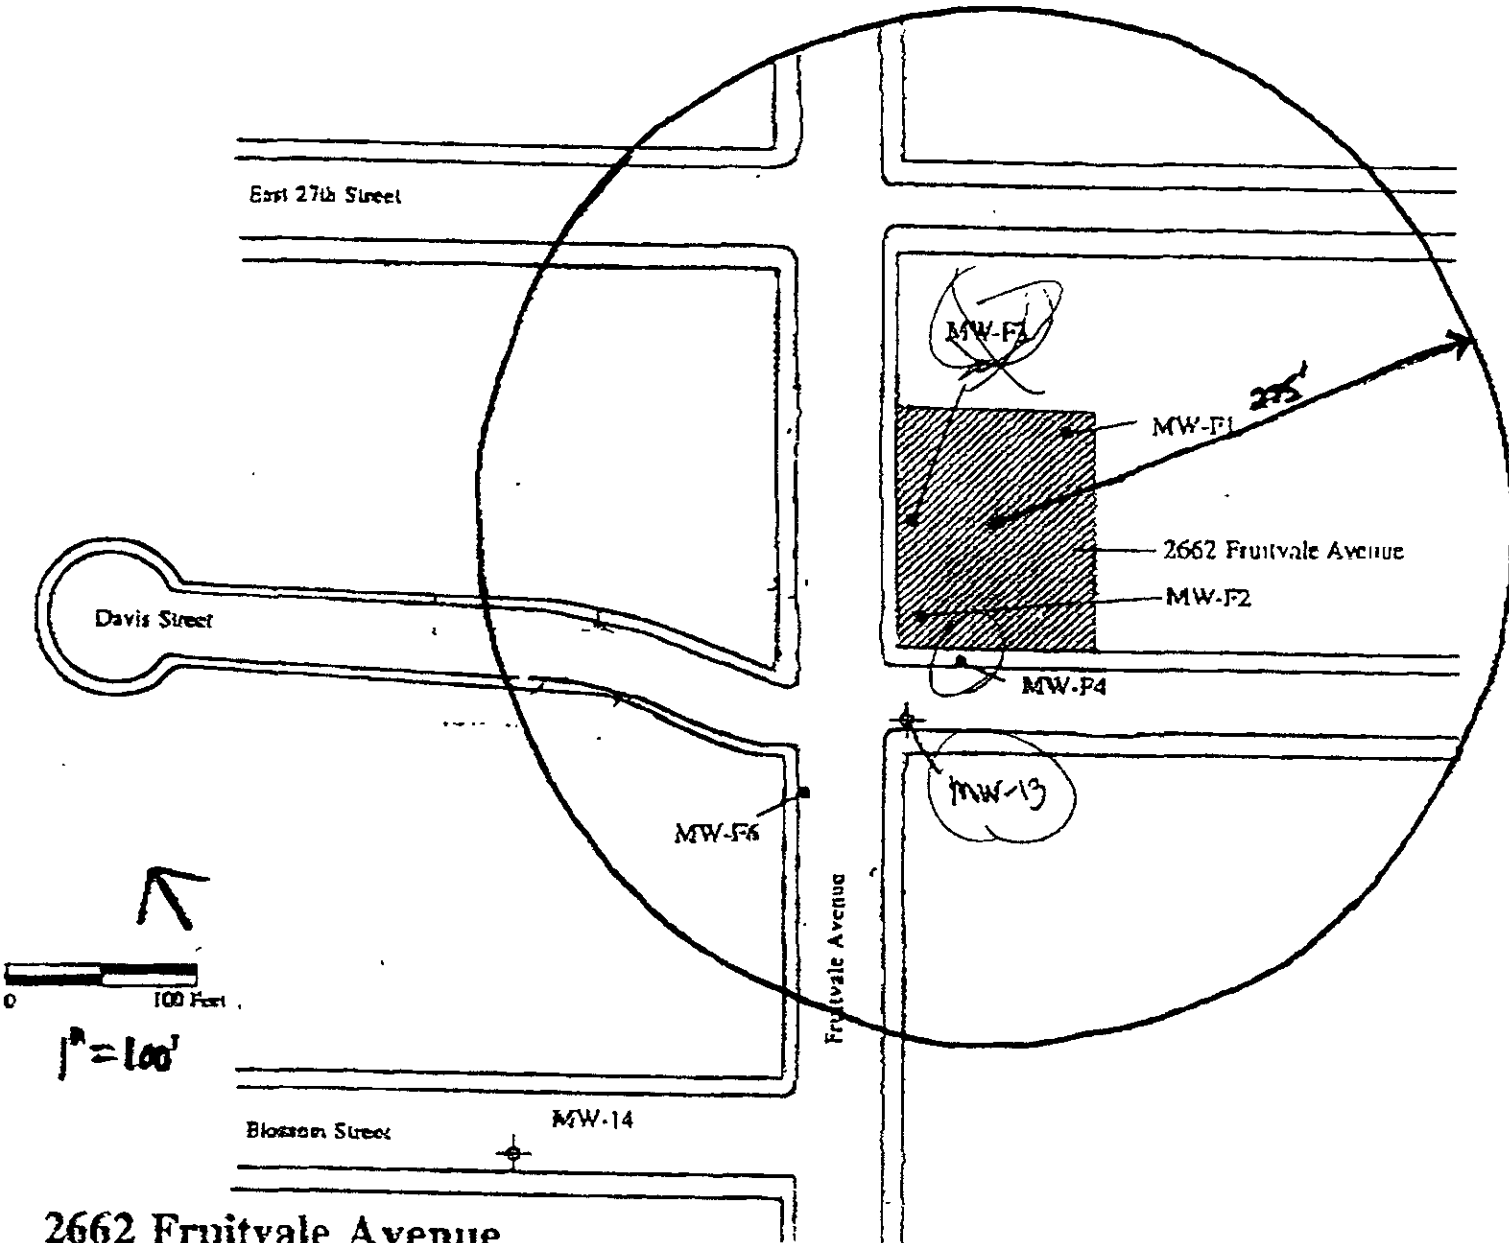 East 27th Street
MW-F3
275'
MW-F1
2662 Fruitvale Avenue
MW-F2
Davis Street
MW-F4
MW-13
MW-F6
Fruitvale Avenue
0 100 Feet
1" = 100'
MW-14
Blossom Street
2662 Fruitvale Avenue